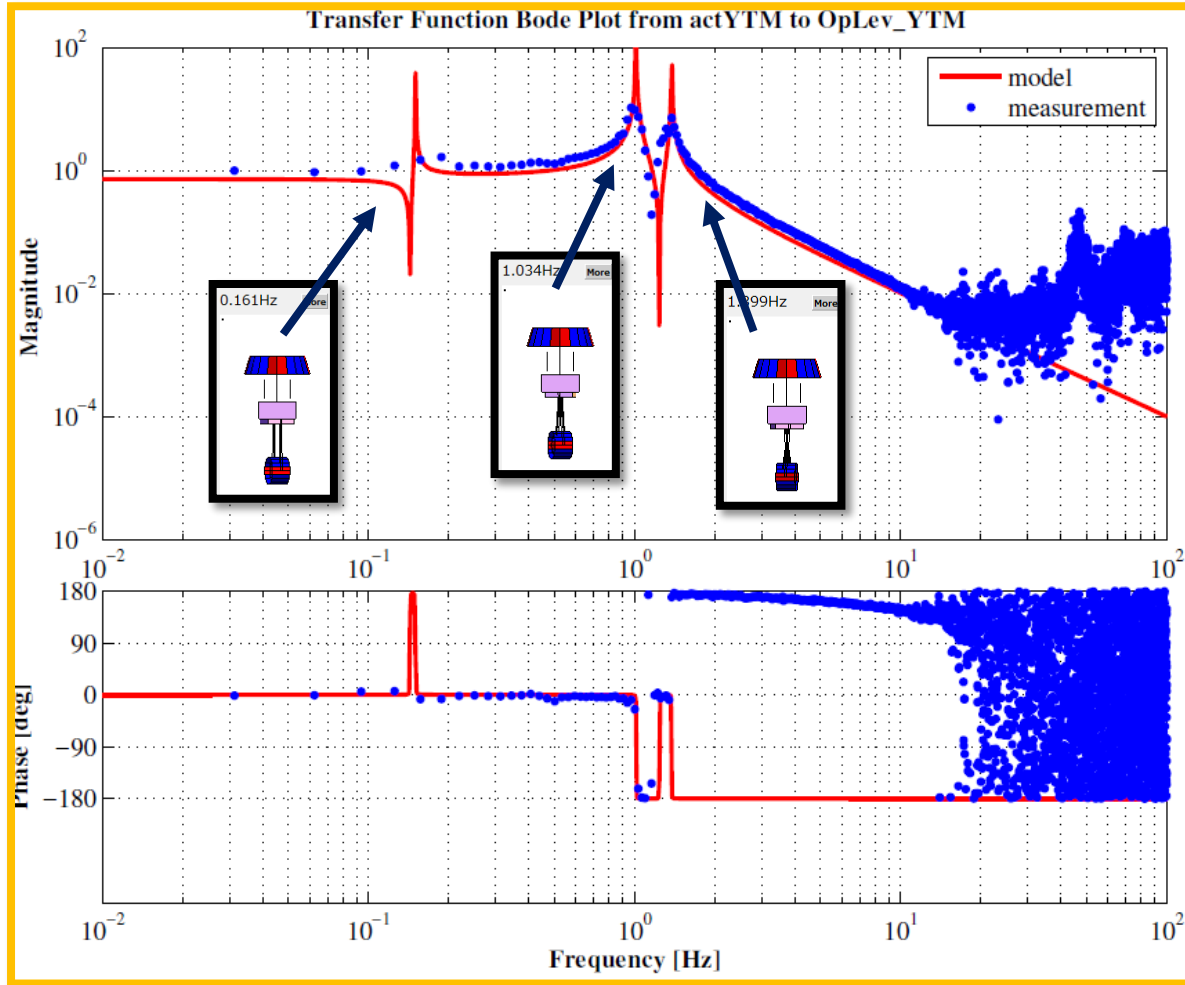 Transfer Function Bode Plot from actYTM to OpLev_YTM
10^2
10^0
10^-2
10^-4
10^-6
Magnitude
model
measurement
0.161Hz
More
1.034Hz
More
More
10^-2
10^-1
10^0
10^1
10^2
180
90
0
−90
−180
Phase [deg]
10^-2
10^-1
10^0
10^1
10^2
Frequency [Hz]